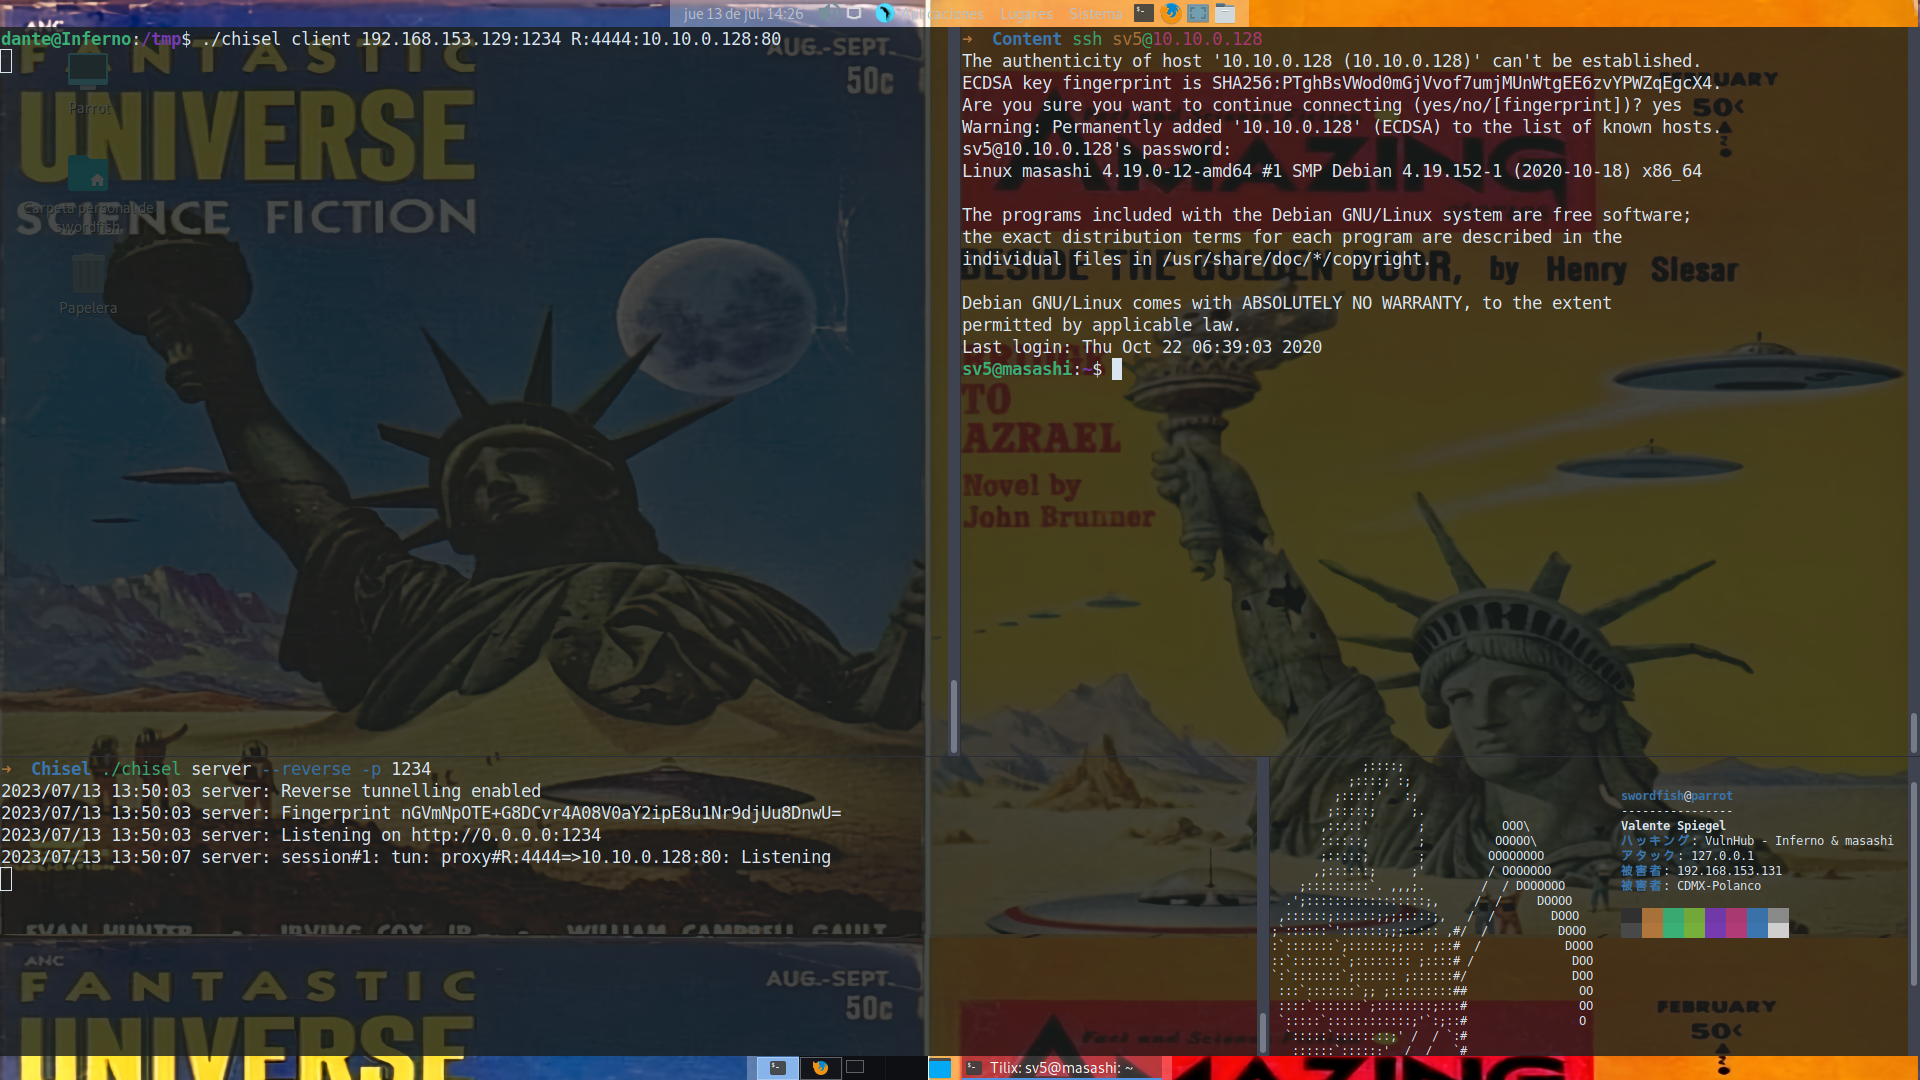 jue 13 de jul, 14:26
Aplicaciones Lugares Sistema
dante@Inferno:/tmp$ ./chisel client 192.168.153.129:1234 R:4444:10.10.0.128:80
ANC
AUG.-SEPT.
FANTASTIC
50c
UNIVERSE
SCIENCE FICTION
Parrot
Carpeta personal de
swordfish
Papelera
→ Content ssh sv5@10.10.0.128
The authenticity of host '10.10.0.128 (10.10.0.128)' can't be established.
ECDSA key fingerprint is SHA256:PTghBsVWod0mGjVvof7umjMUnWtgEE6zvYPWZqEgcX4.
Are you sure you want to continue connecting (yes/no/[fingerprint])? yes
Warning: Permanently added '10.10.0.128' (ECDSA) to the list of known hosts.
sv5@10.10.0.128's password:
Linux masashi 4.19.0-12-amd64 #1 SMP Debian 4.19.152-1 (2020-10-18) x86_64
The programs included with the Debian GNU/Linux system are free software;
the exact distribution terms for each program are described in the
individual files in /usr/share/doc/*/copyright.
Debian GNU/Linux comes with ABSOLUTELY NO WARRANTY, to the extent
permitted by applicable law.
Last login: Thu Oct 22 06:39:03 2020
sv5@masashi:~$
FEBRUARY
50<
AMAZING
BESIDE THE GOLDEN DOOR, by Henry Slesar
TO
AZRAEL
Novel by
John Brunner
→ Chisel ./chisel server --reverse -p 1234
2023/07/13 13:50:03 server: Reverse tunnelling enabled
2023/07/13 13:50:03 server: Fingerprint nGVmNpOTE+G8DCvr4A08V0aY2ipE8u1Nr9djUu8DnwU=
2023/07/13 13:50:03 server: Listening on http://0.0.0.0:1234
2023/07/13 13:50:07 server: session#1: tun: proxy#R:4444=>10.10.0.128:80: Listening
EVAN HUNTER IRVING COX, JR. WILLIAM CAMPBELL GAULT
ANC
FANTASTIC
AUG.-SEPT.
50c
UNIVERSE
swordfish@parrot
----------------
Valente Spiegel
ハッキング: VulnHub - Inferno & masashi
アタック: 127.0.0.1
被害者: 192.168.153.131
被害者: CDMX-Polanco
Fact and Science
FEBRUARY
50<
AMAZING
Tilix: sv5@masashi: ~